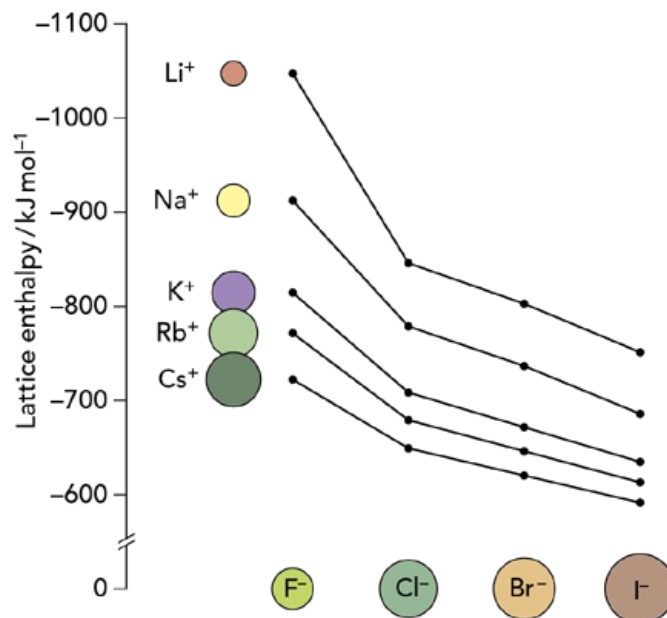 Lattice enthalpy/kJ mol⁻¹
–1100
–1000
–900
–800
–700
–600
0
Li⁺
Na⁺
K⁺
Rb⁺
Cs⁺
F⁻ Cl⁻ Br⁻ I⁻